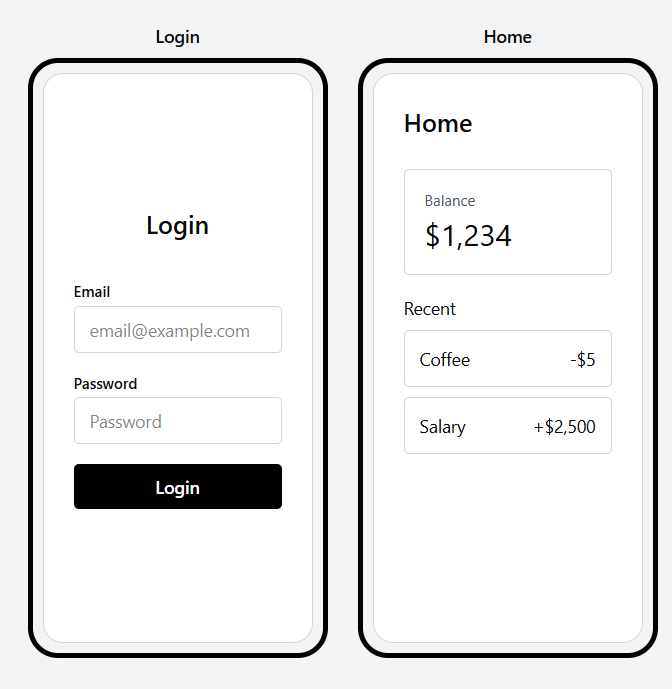 Login
Login
Email
email@example.com
Password
Password
Login
Home
Home
Balance
$1,234
Recent
Coffee -$5
Salary +$2,500